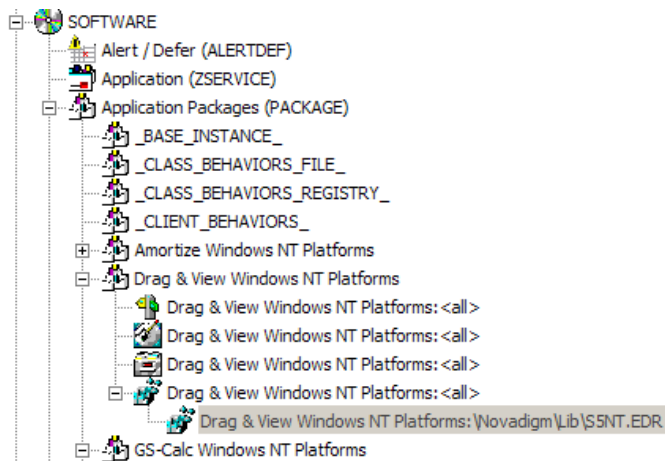 SOFTWARE
Alert / Defer (ALERTDEF)
Application (ZSERVICE)
Application Packages (PACKAGE)
_BASE_INSTANCE_
_CLASS_BEHAVIORS_FILE_
_CLASS_BEHAVIORS_REGISTRY_
_CLIENT_BEHAVIORS_
Amortize Windows NT Platforms
Drag & View Windows NT Platforms
Drag & View Windows NT Platforms:<all>
Drag & View Windows NT Platforms:<all>
Drag & View Windows NT Platforms:<all>
Drag & View Windows NT Platforms:<all>
Drag & View Windows NT Platforms:\Novadigm\Lib\S5NT.EDR
GS-Calc Windows NT Platforms